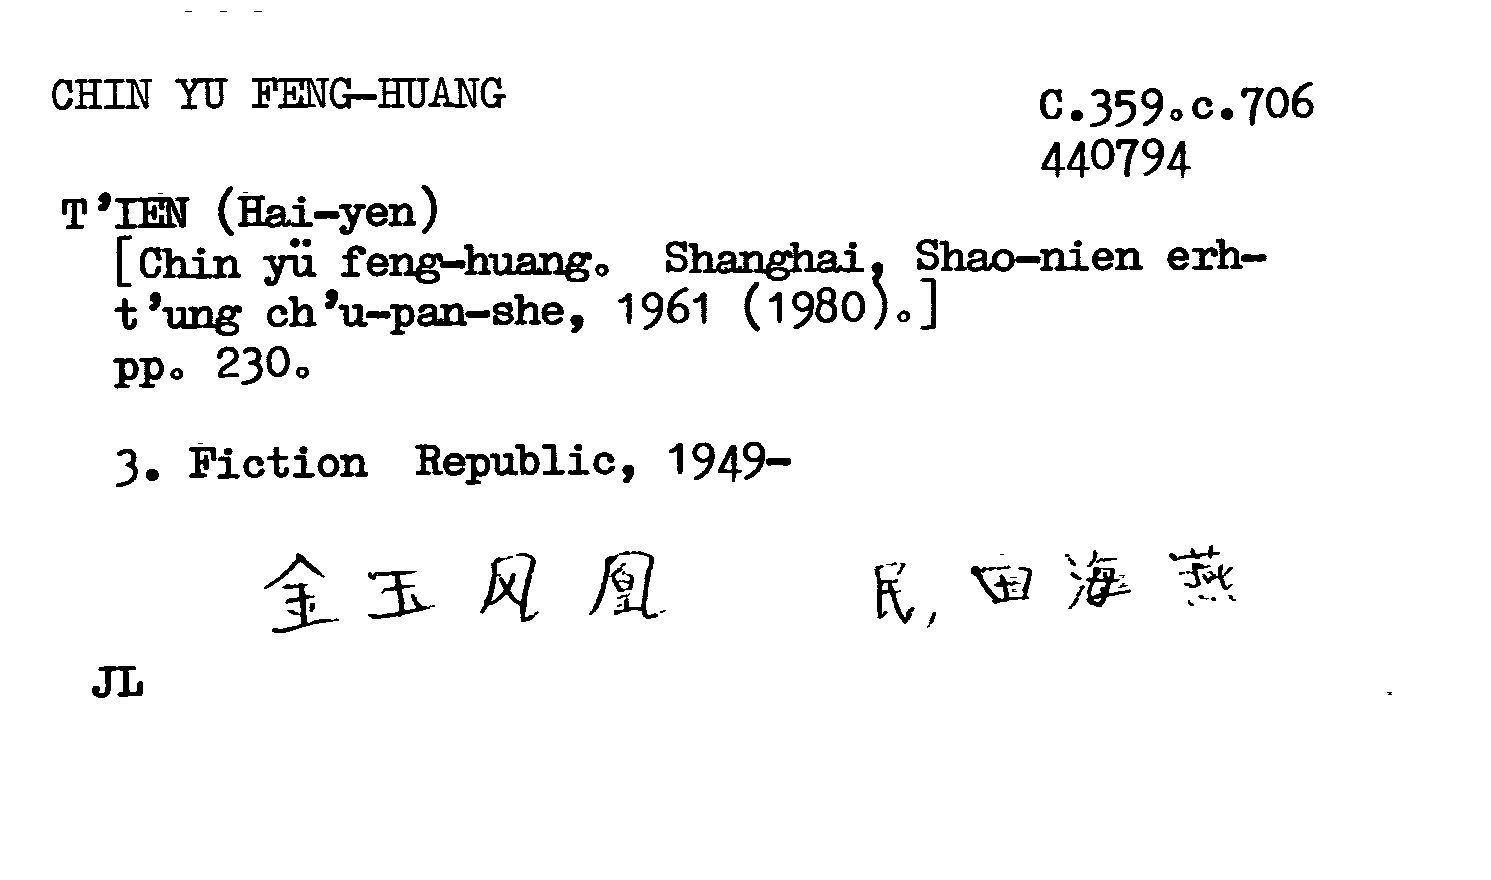 CHIN YU FENG-HUANG
C.359.c.706
440794
T'IEN (Hai-yen)
[Chin yü feng-huang. Shanghai, Shao-nien erh-
t'ung ch'u-pan-she, 1961 (1980).]
pp. 230.
3. Fiction Republic, 1949-
金玉凤凰 民, 田海燕
JL